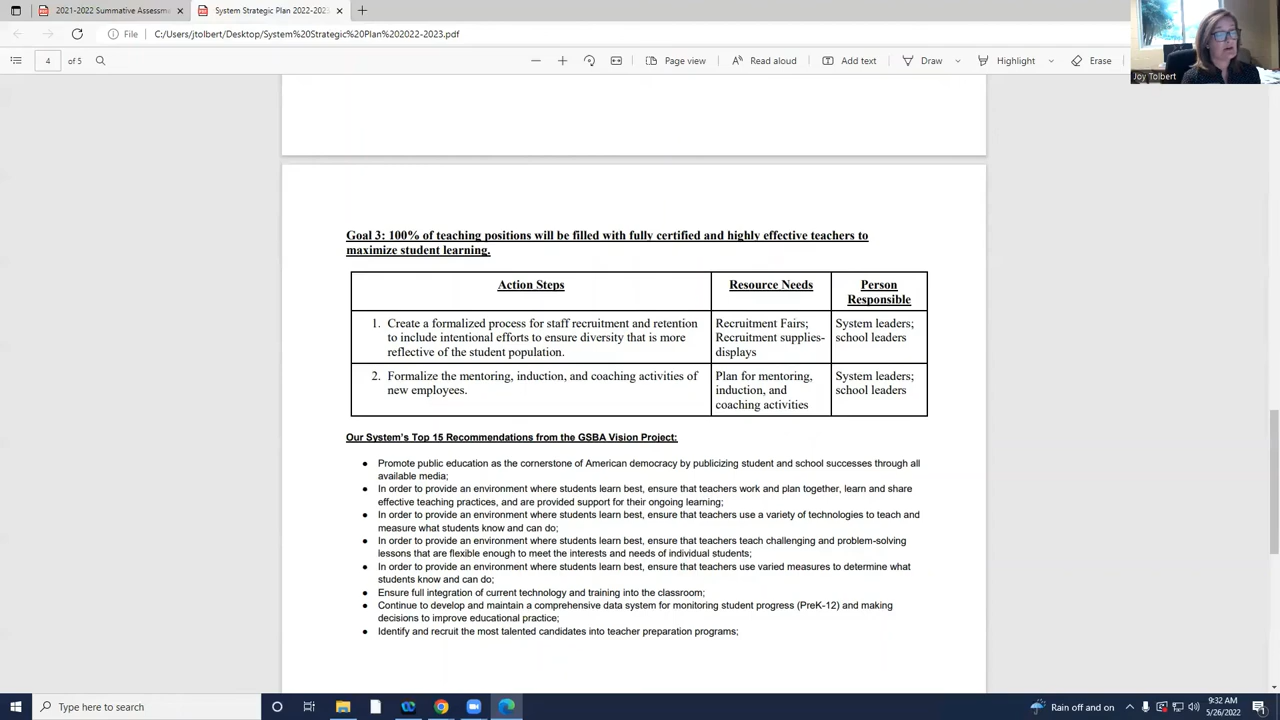 2021-2022 Summative Assessm
System Strategic Plan 2022-202
File
C:/Users/jtolbert/Desktop/System%20Strategic%20Plan%202022-2023.pdf
4 of 5
Page view
Read aloud
Add text
Draw
Highlight
Erase
Joy Tolbert
Goal 3: 100% of teaching positions will be filled with fully certified and highly effective teachers to
maximize student learning.
Action Steps
Resource Needs
Person
Responsible
1. Create a formalized process for staff recruitment and retention
to include intentional efforts to ensure diversity that is more
reflective of the student population.
Recruitment Fairs;
Recruitment supplies-
displays
System leaders;
school leaders
2. Formalize the mentoring, induction, and coaching activities of
new employees.
Plan for mentoring,
induction, and
coaching activities
System leaders;
school leaders
Our System's Top 15 Recommendations from the GSBA Vision Project:
● Promote public education as the cornerstone of American democracy by publicizing student and school successes through all
available media;
● In order to provide an environment where students learn best, ensure that teachers work and plan together, learn and share
effective teaching practices, and are provided support for their ongoing learning;
● In order to provide an environment where students learn best, ensure that teachers use a variety of technologies to teach and
measure what students know and can do;
● In order to provide an environment where students learn best, ensure that teachers teach challenging and problem-solving
lessons that are flexible enough to meet the interests and needs of individual students;
● In order to provide an environment where students learn best, ensure that teachers use varied measures to determine what
students know and can do;
● Ensure full integration of current technology and training into the classroom;
● Continue to develop and maintain a comprehensive data system for monitoring student progress (PreK-12) and making
decisions to improve educational practice;
● Identify and recruit the most talented candidates into teacher preparation programs;
Type here to search
Rain off and on
9:32 AM
5/26/2022